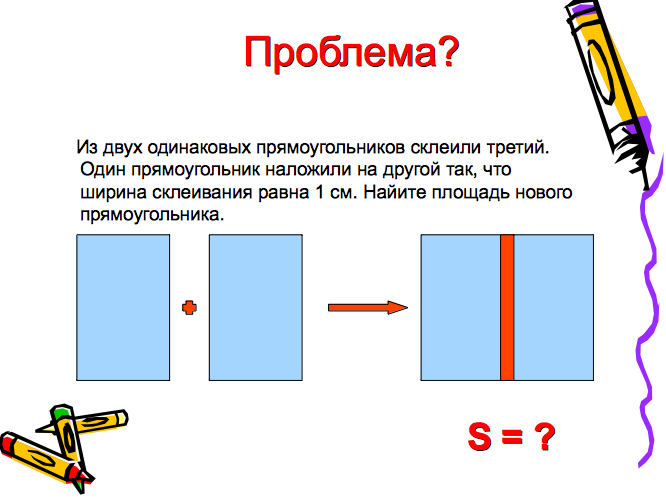 Проблема?
Из двух одинаковых прямоугольников склеили третий.
Один прямоугольник наложили на другой так, что
ширина склеивания равна 1 см. Найите площадь нового
прямоугольника.
S = ?